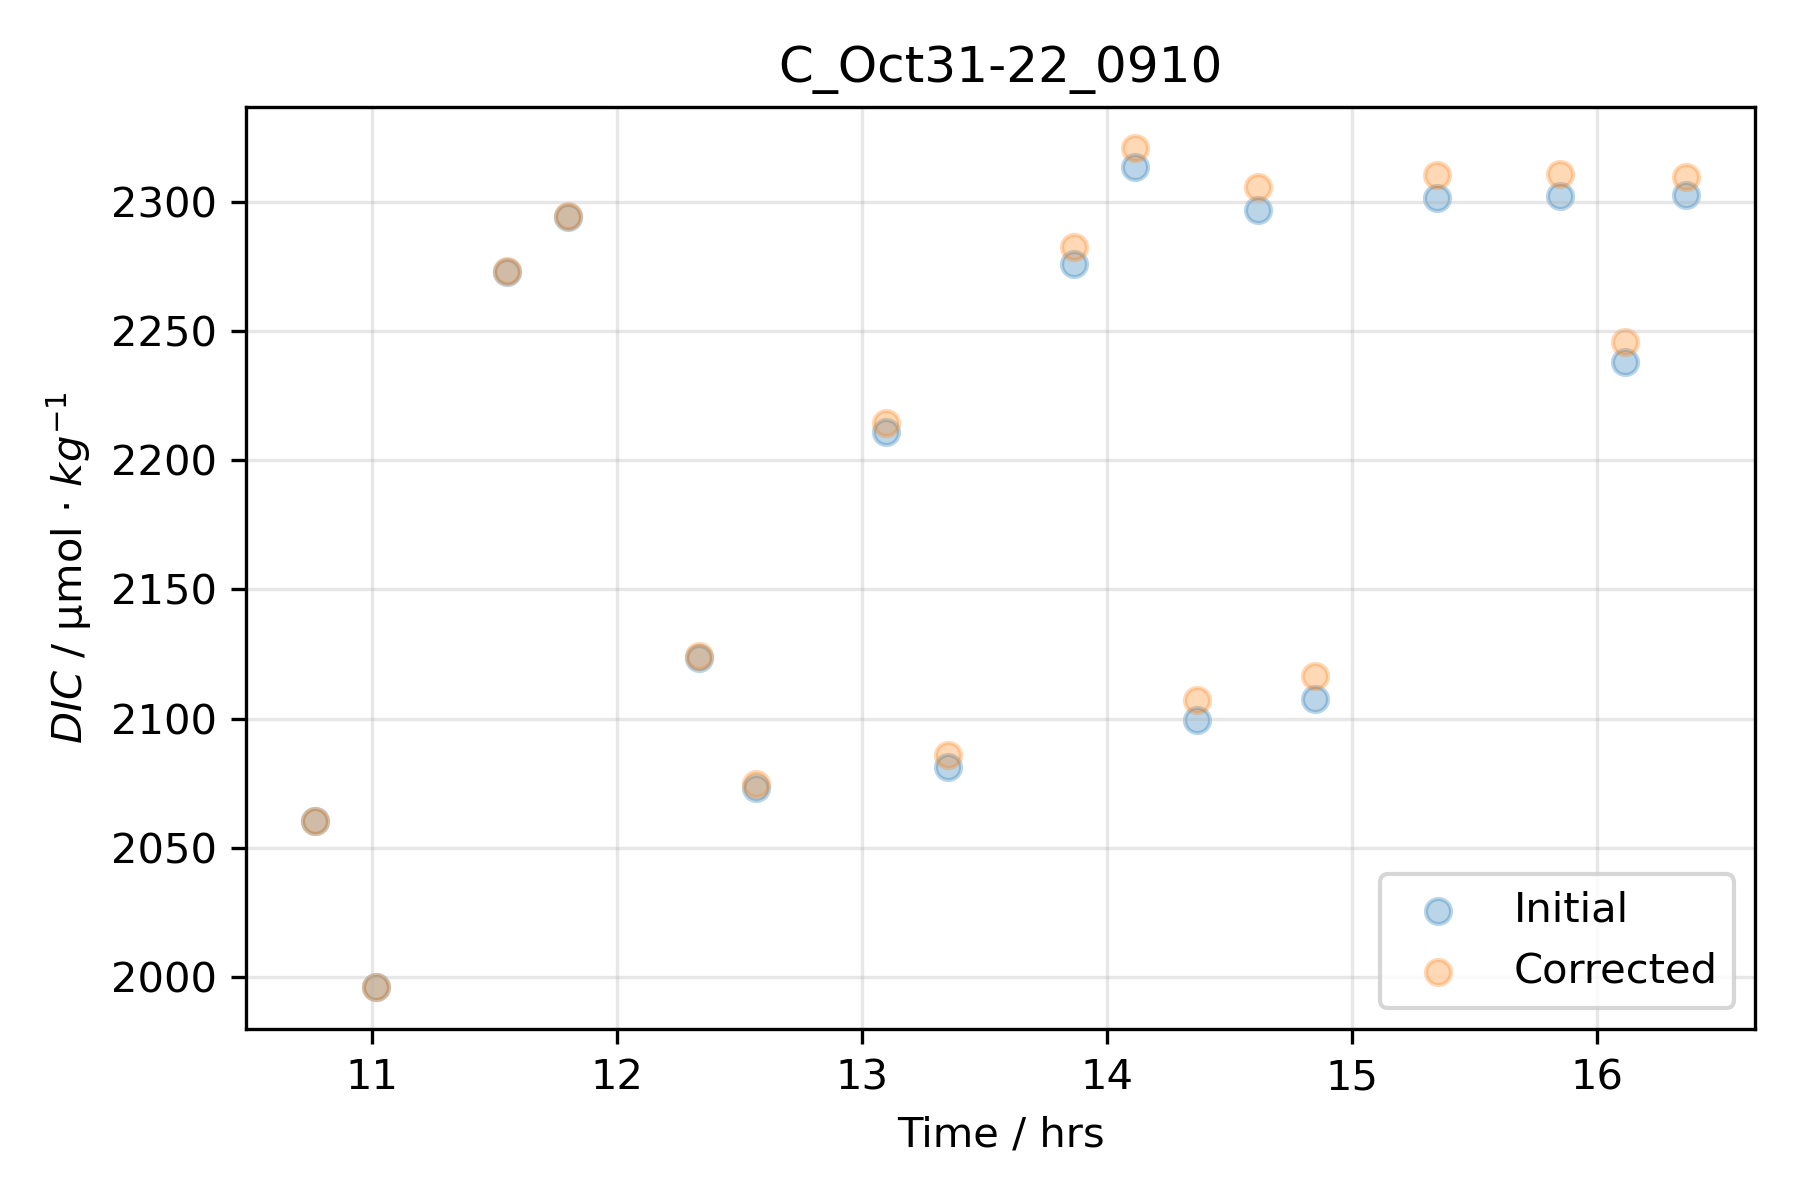 C_Oct31-22_0910
DIC / μmol · kg⁻¹
2300
2250
2200
2150
2100
2050
2000
11 12 13 14 15 16
Time / hrs
Initial
Corrected